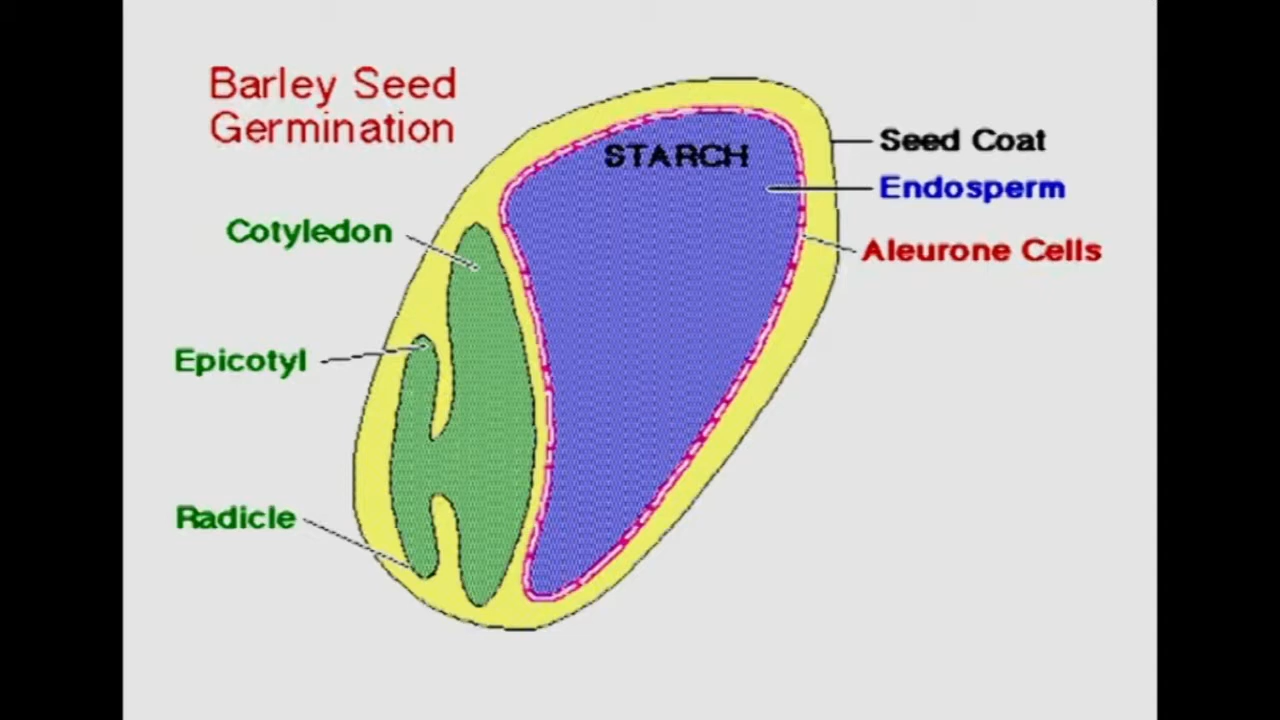 Barley Seed
Germination
STARCH
Seed Coat
Endosperm
Aleurone Cells
Cotyledon
Epicotyl
Radicle